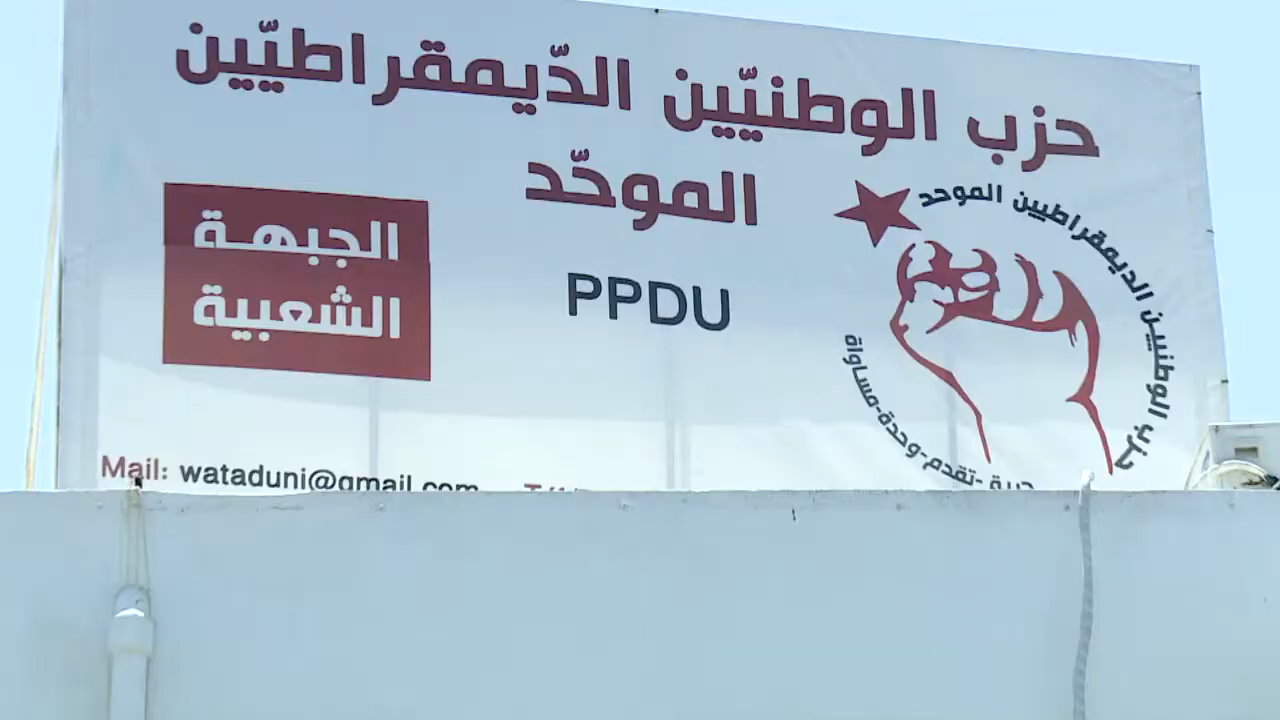 حزب الوطنيّين الدّيمقراطيّين
الموحّد
PPDU
الجبهة
الشعبية
حزب الوطنيين الديمقراطيين الموحد
حرية -تقدم-وحدة-مساواة
Mail: wataduni@gmail.com